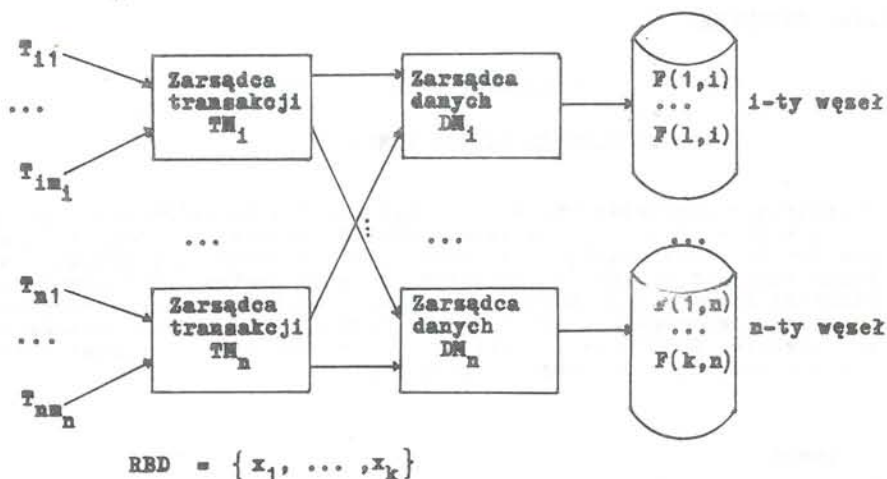 T_i1
...
T_im_i
Zarządca
transakcji
TM_i
Zarządca
danych
DM_i
F(1,i)
...
F(l,i)
i-ty węzeł
...
...
...
...
T_n1
...
T_nm_n
Zarządca
transakcji
TM_n
Zarządca
danych
DM_n
F(1,n)
...
F(k,n)
n-ty węzeł
RBD = { x_1, ... ,x_k}